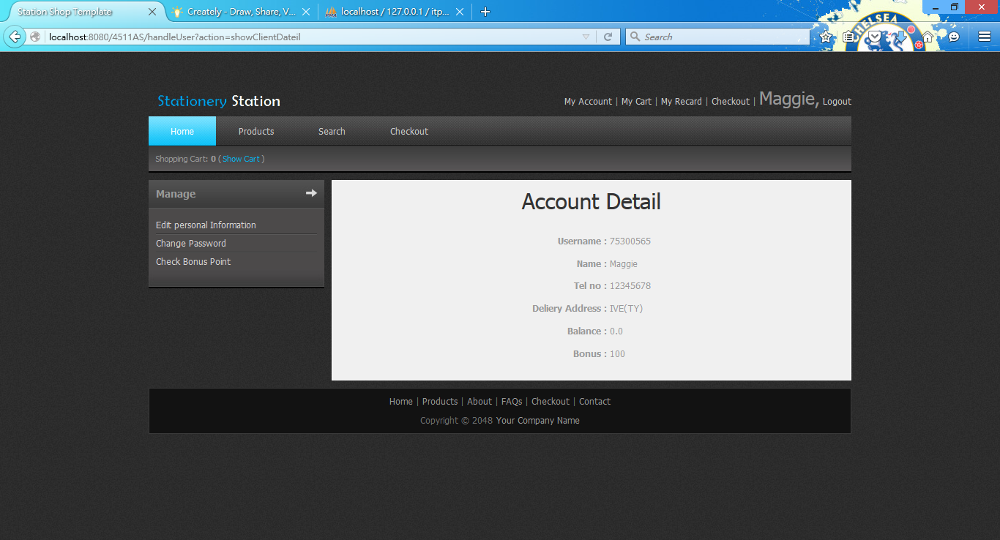 Station Shop Template
Creately - Draw, Share, V...
localhost / 127.0.0.1 / itp...
localhost:8080/4511AS/handleUser?action=showClientDateil
Search
CHELSEA
Stationery Station
My Account | My Cart | My Recard | Checkout | Maggie, Logout
Home
Products
Search
Checkout
Shopping Cart: 0 ( Show Cart )
Manage
Edit personal Information
Change Password
Check Bonus Point
Account Detail
Username : 75300565
Name : Maggie
Tel no : 12345678
Deliery Address : IVE(TY)
Balance : 0.0
Bonus : 100
Home | Products | About | FAQs | Checkout | Contact
Copyright © 2048 Your Company Name